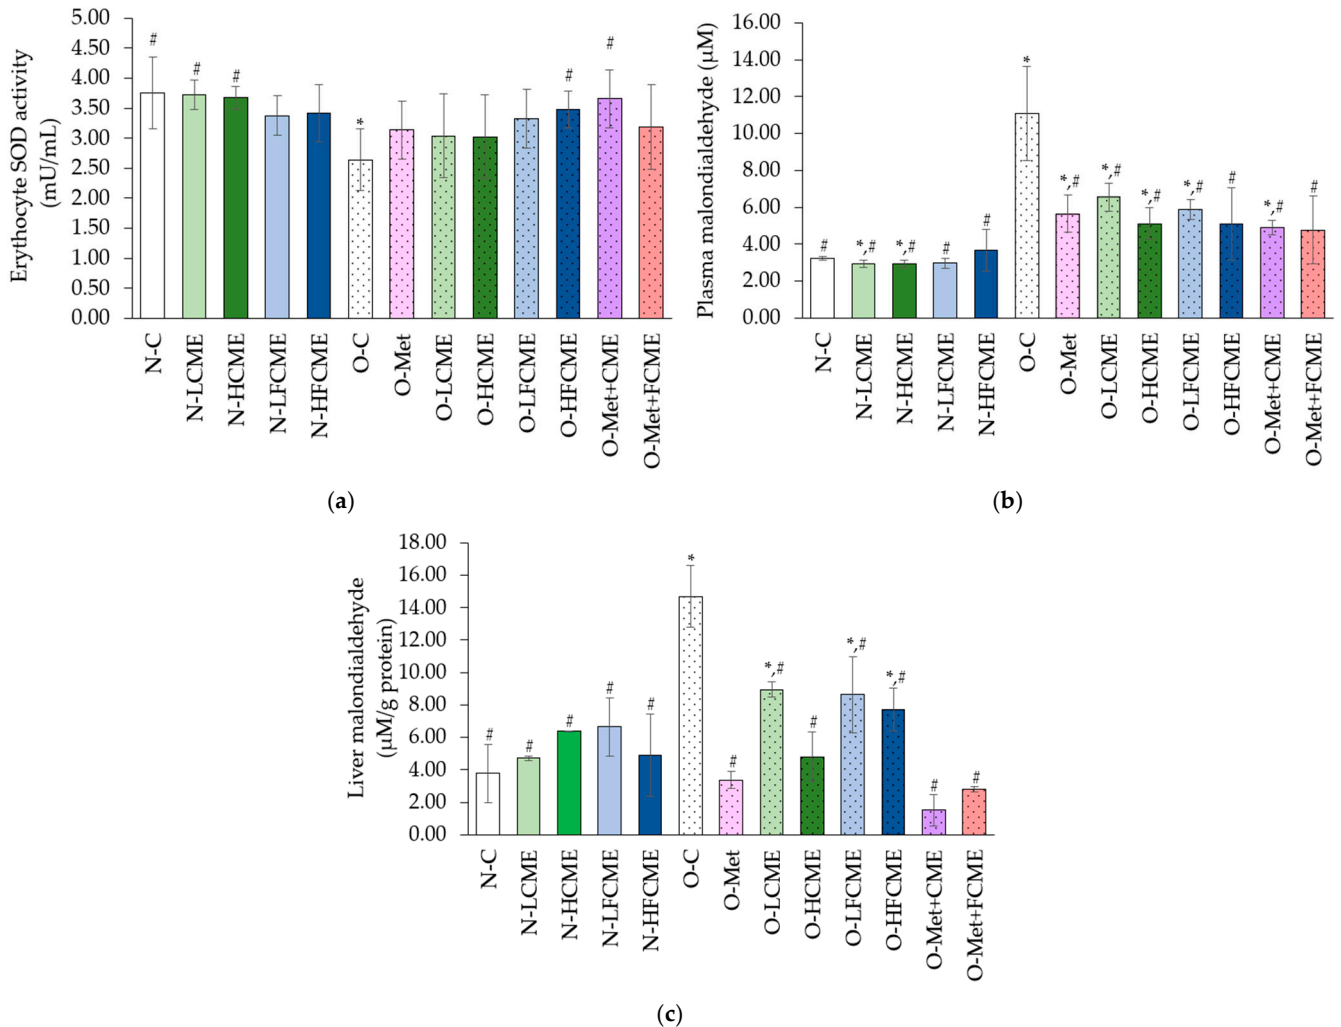 Erythocyte SOD activity
(mU/mL)
5.00
4.50
4.00
3.50
3.00
2.50
2.00
1.50
1.00
0.50
0.00
# # # * # #
N-C N-LCME N-HCME N-LFCME N-HFCME O-C O-Met O-LCME O-HCME O-LFCME O-HFCME O-Met+CME O-Met+FCME
(a)
Plasma malondialdehyde (µM)
16.00
14.00
12.00
10.00
8.00
6.00
4.00
2.00
0.00
# *,# *,# # # * *,# *,# *,# *,# # *,# #
N-C N-LCME N-HCME N-LFCME N-HFCME O-C O-Met O-LCME O-HCME O-LFCME O-HFCME O-Met+CME O-Met+FCME
(b)
Liver malondialdehyde
(µM/g protein)
18.00
16.00
14.00
12.00
10.00
8.00
6.00
4.00
2.00
0.00
# # # # # * # *,# # *,# *,# # #
N-C N-LCME N-HCME N-LFCME N-HFCME O-C O-Met O-LCME O-HCME O-LFCME O-HFCME O-Met+CME O-Met+FCME
(c)